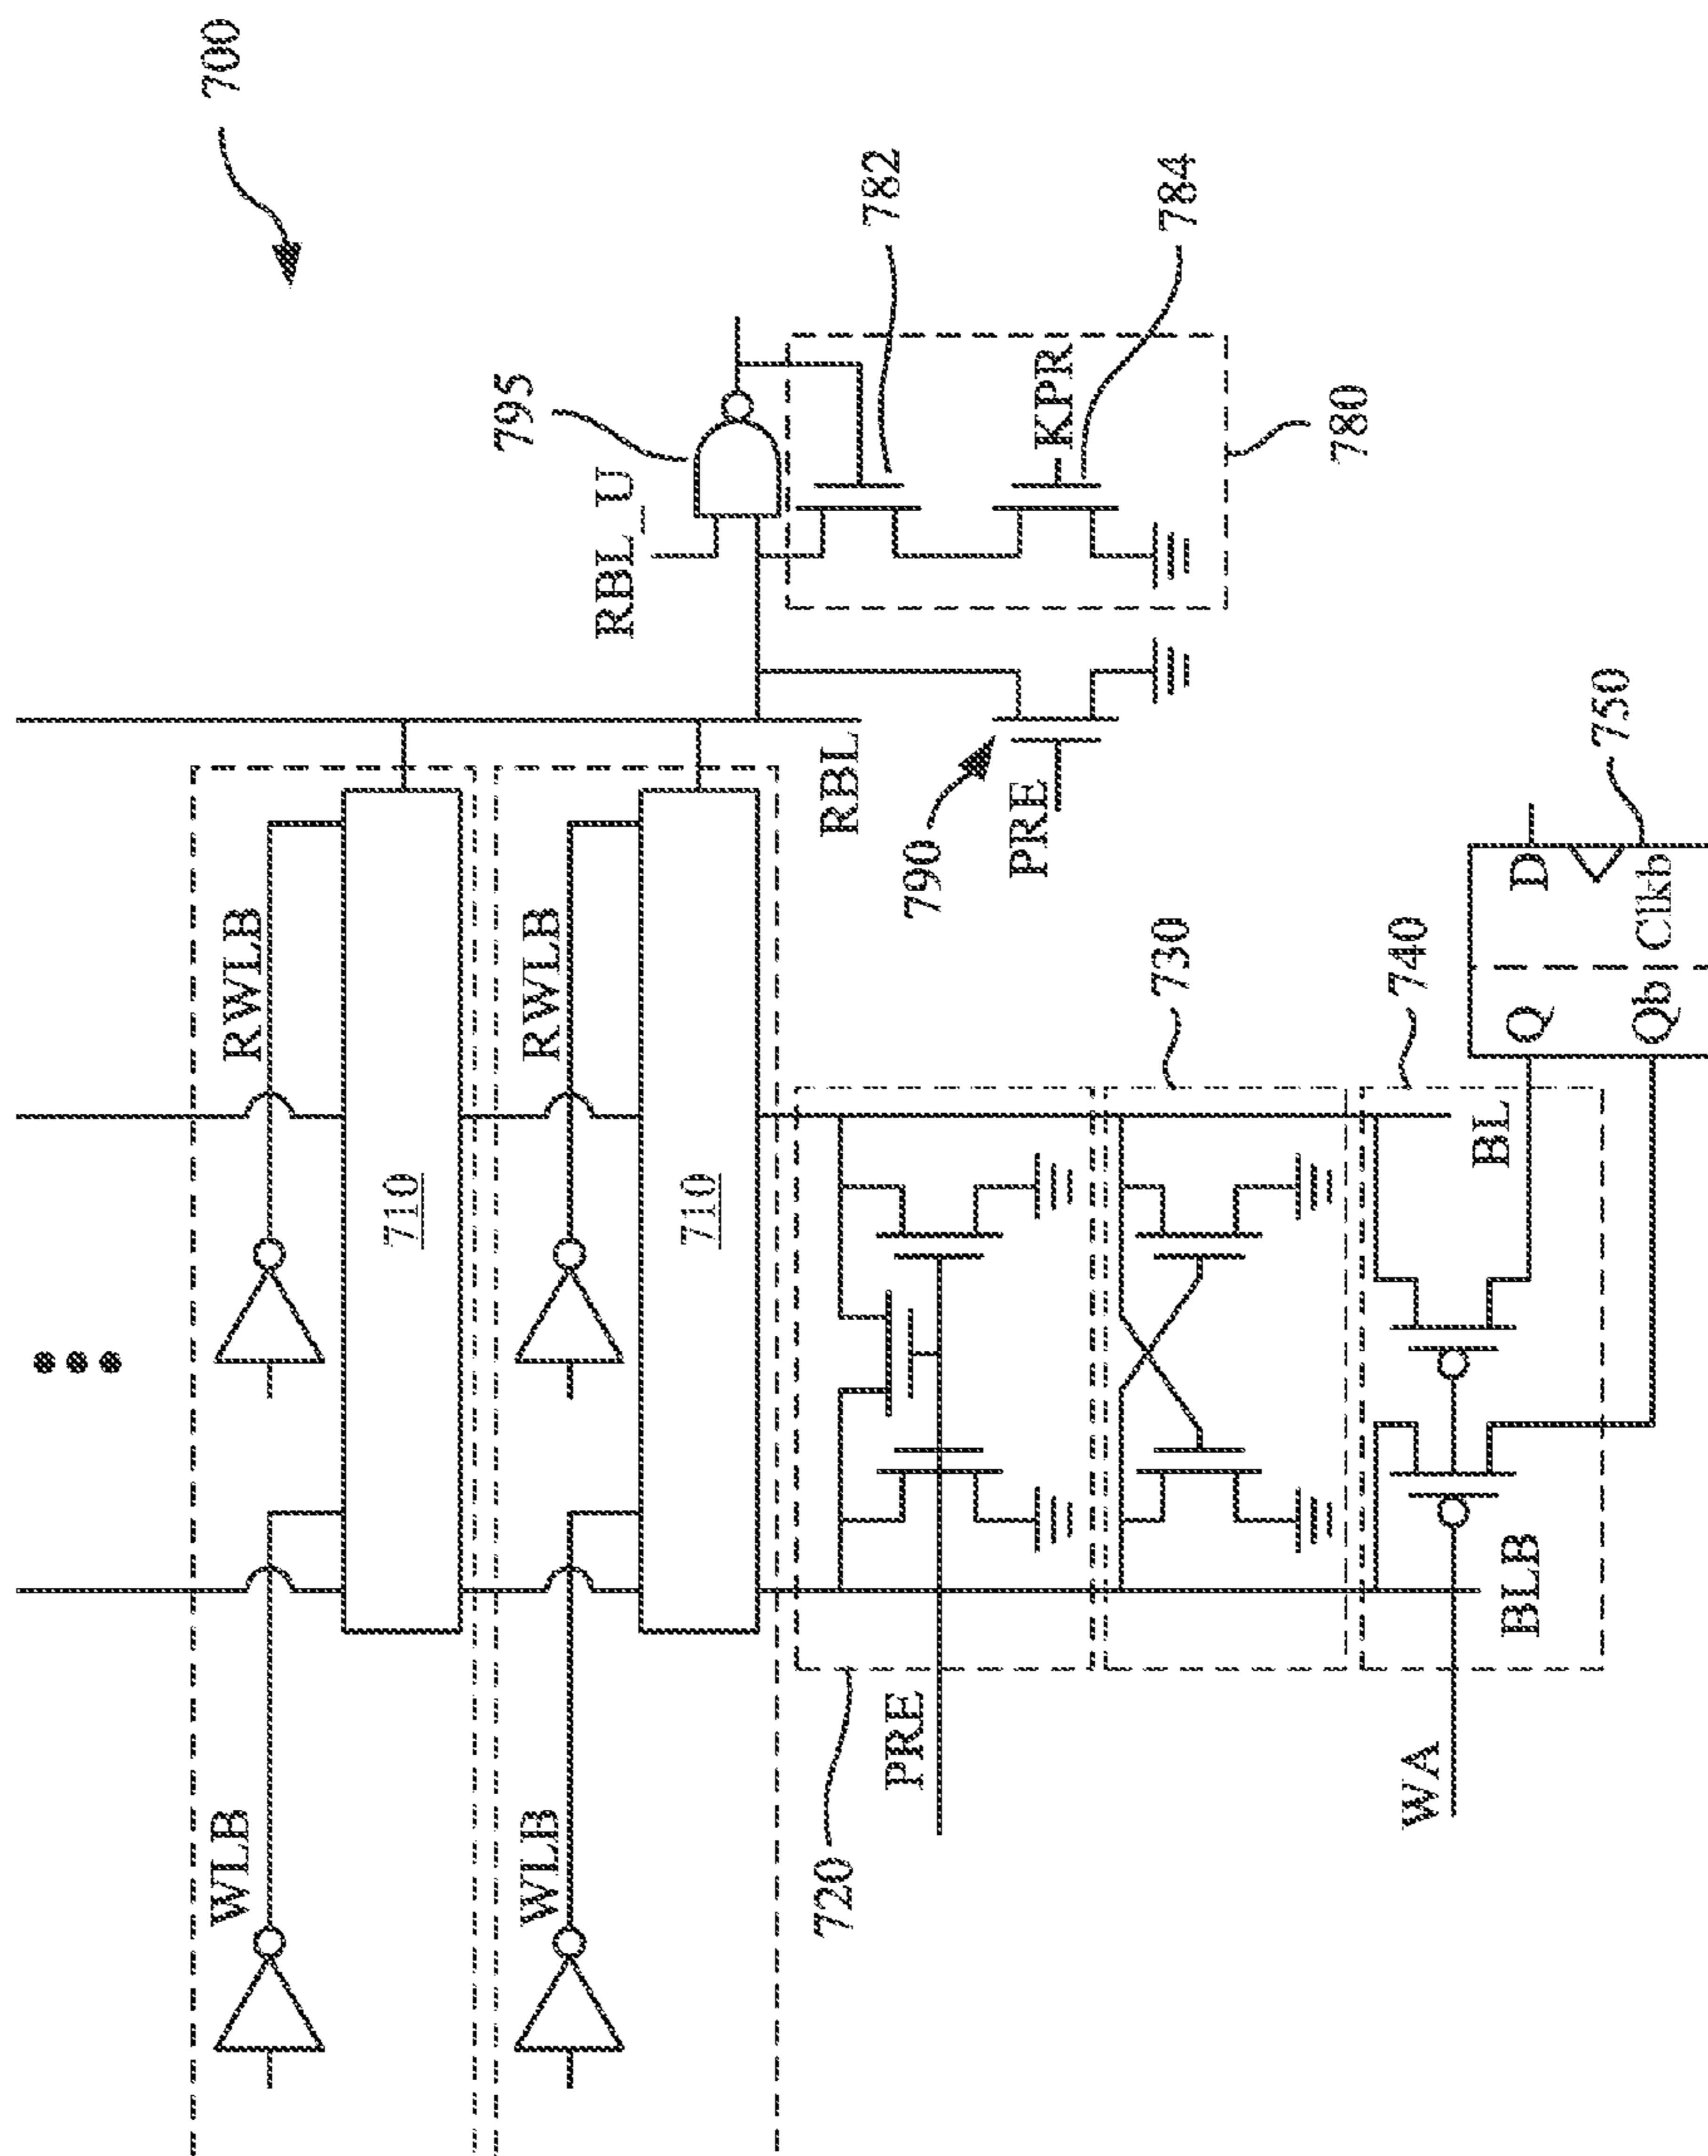 700
782
784
795
KPR
780
RBL_U
RBL
790
PRE
750
D
Clkb
Q
Qb
RWLB
RWLB
730
740
BL
710
710
BLB
WLB
WLB
PRE
720
WA